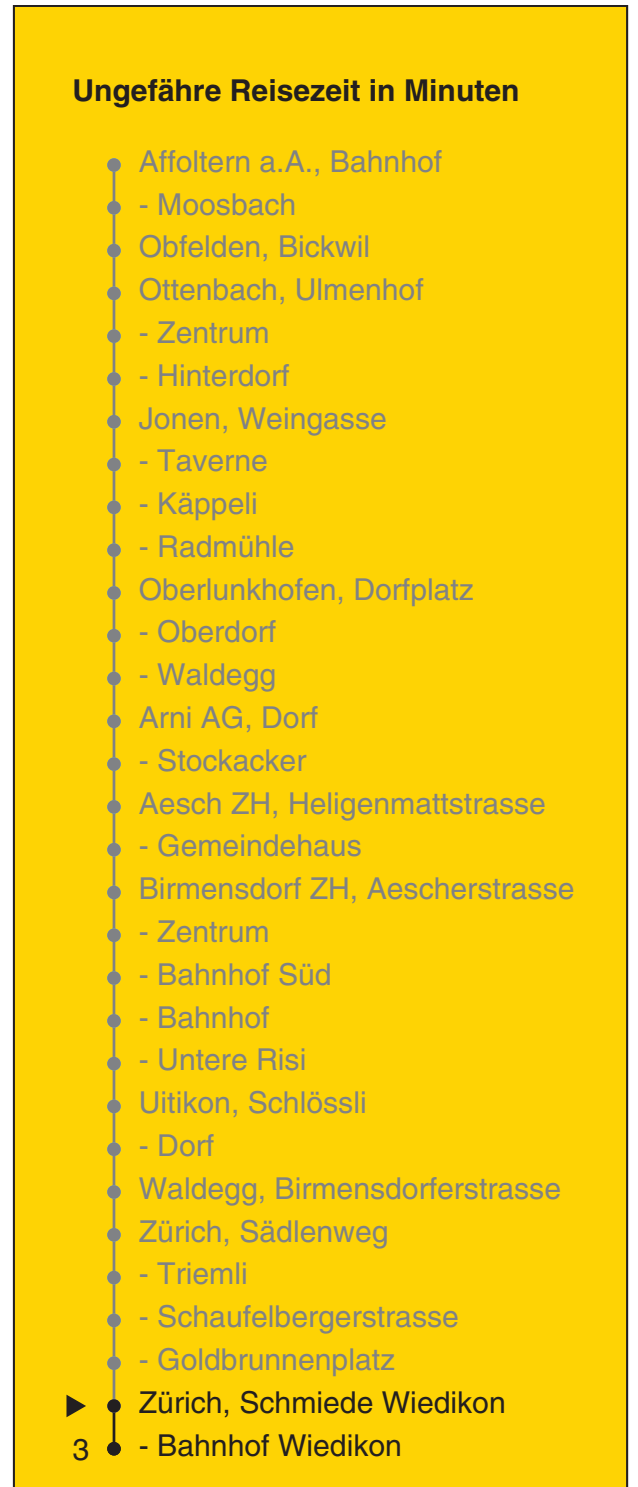 Ungefähre Reisezeit in Minuten
Affoltern a.A., Bahnhof
- Moosbach
Obfelden, Bickwil
Ottenbach, Ulmenhof
- Zentrum
- Hinterdorf
Jonen, Weingasse
- Taverne
- Käppeli
- Radmühle
Oberlunkhofen, Dorfplatz
- Oberdorf
- Waldegg
Arni AG, Dorf
- Stockacker
Aesch ZH, Heligenmattstrasse
- Gemeindehaus
Birmensdorf ZH, Aescherstrasse
- Zentrum
- Bahnhof Süd
- Bahnhof
- Untere Risi
Uitikon, Schlössli
- Dorf
Waldegg, Birmensdorferstrasse
Zürich, Sädlenweg
- Triemli
- Schaufelbergerstrasse
- Goldbrunnenplatz
Zürich, Schmiede Wiedikon
3 - Bahnhof Wiedikon